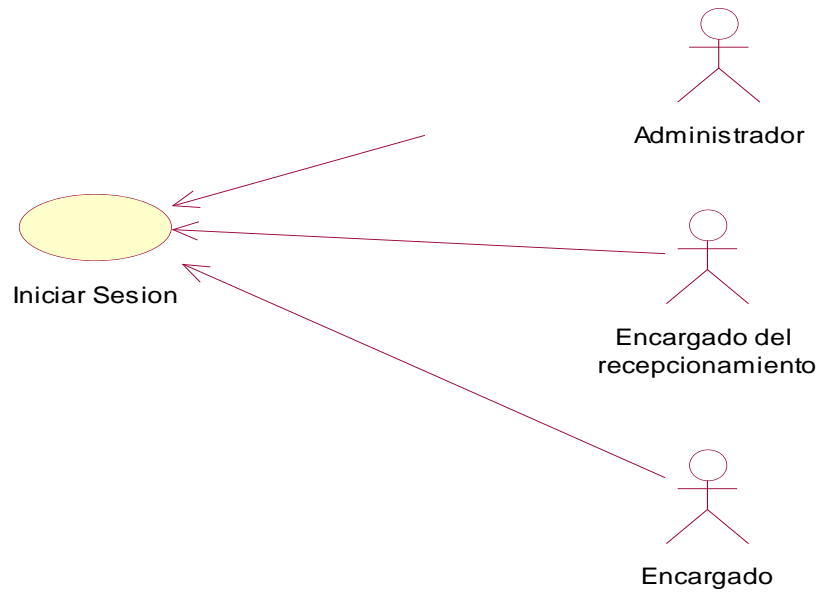 Administrador
Iniciar Sesion
Encargado del
recepcionamiento
Encargado